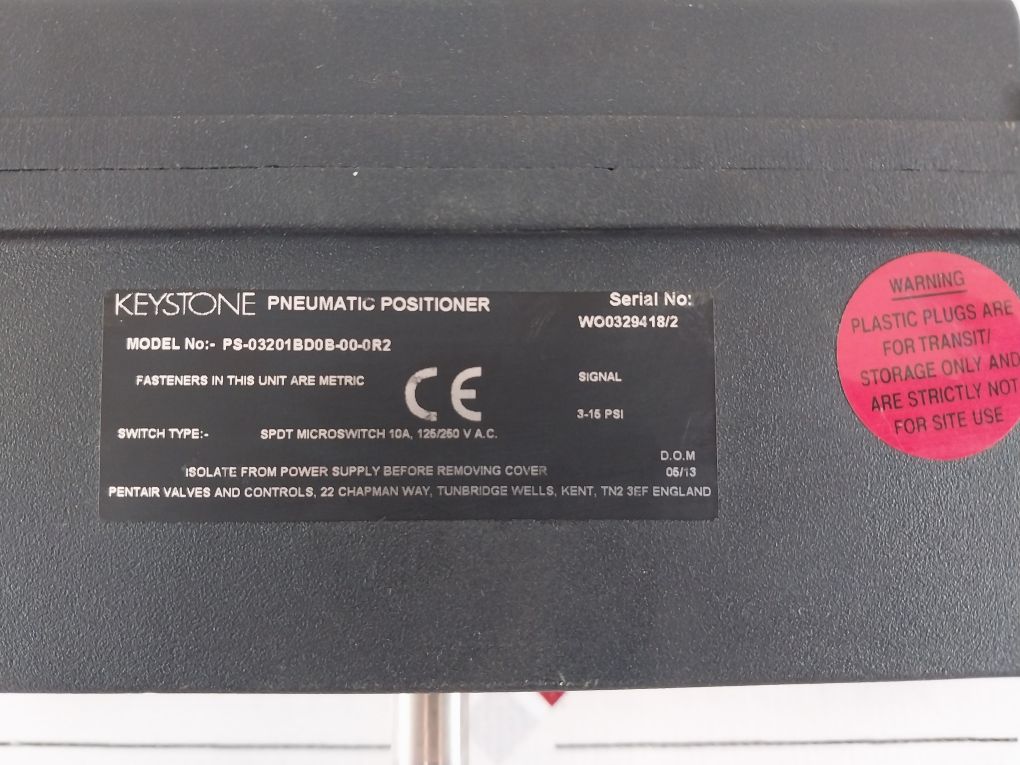 KEYSTONE PNEUMATIC POSITIONER
Serial No:
WO0329418/2
MODEL No:- PS-03201BD0B-00-0R2
FASTENERS IN THIS UNIT ARE METRIC
CE
SIGNAL
3-15 PSI
SWITCH TYPE:- SPDT MICROSWITCH 10A, 125/250 V A.C.
D.O.M
05/13
ISOLATE FROM POWER SUPPLY BEFORE REMOVING COVER
PENTAIR VALVES AND CONTROLS, 22 CHAPMAN WAY, TUNBRIDGE WELLS, KENT, TN2 3EF ENGLAND
WARNING
PLASTIC PLUGS ARE
FOR TRANSIT/
STORAGE ONLY AND
ARE STRICTLY NOT
FOR SITE USE